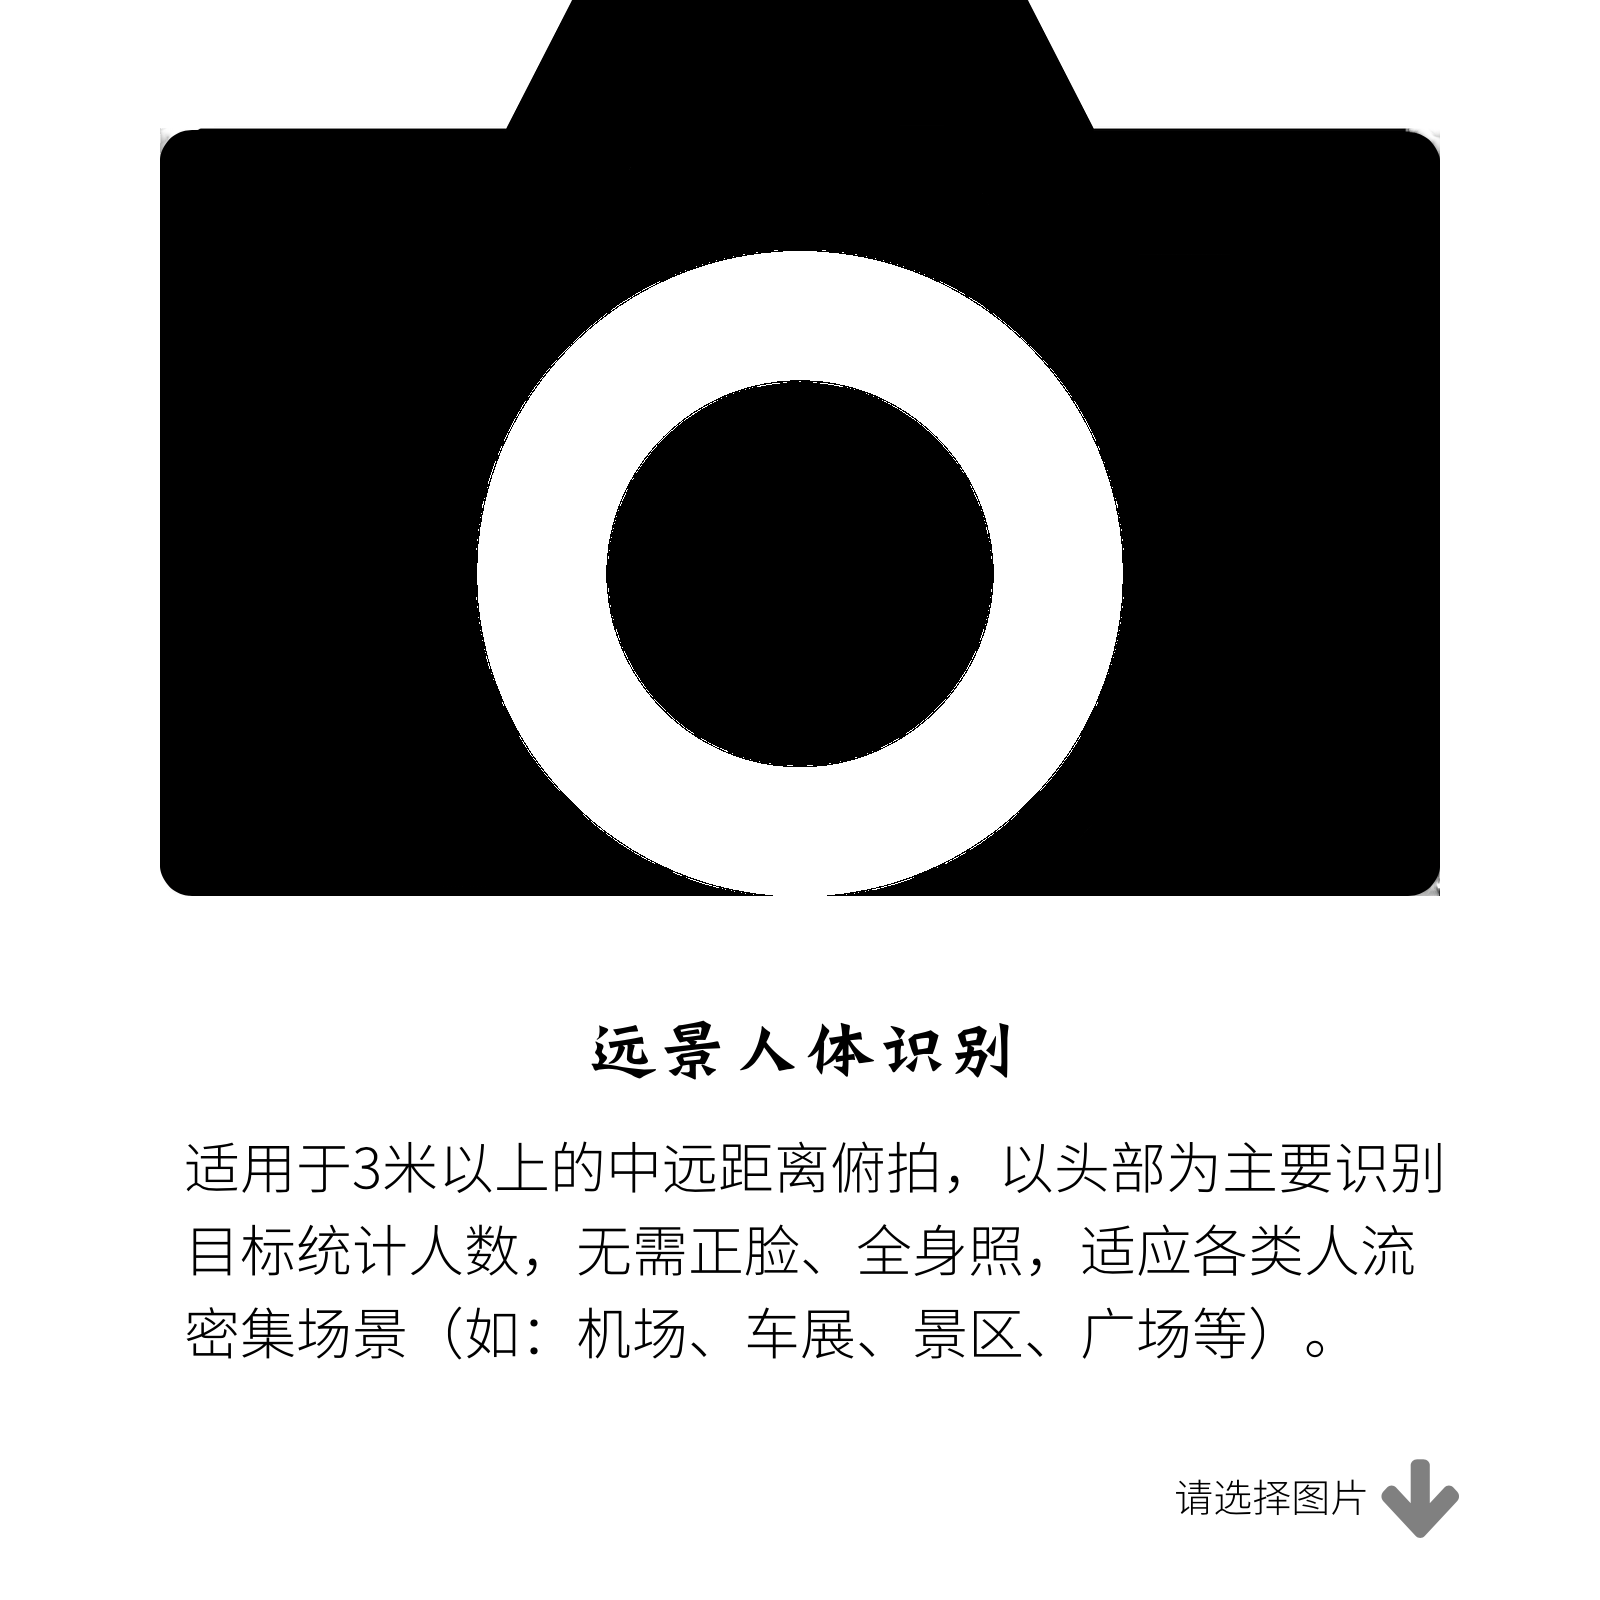 远景人体识别
适用于3米以上的中远距离俯拍，以头部为主要识别
目标统计人数，无需正脸、全身照，适应各类人流
密集场景（如：机场、车展、景区、广场等）。
请选择图片